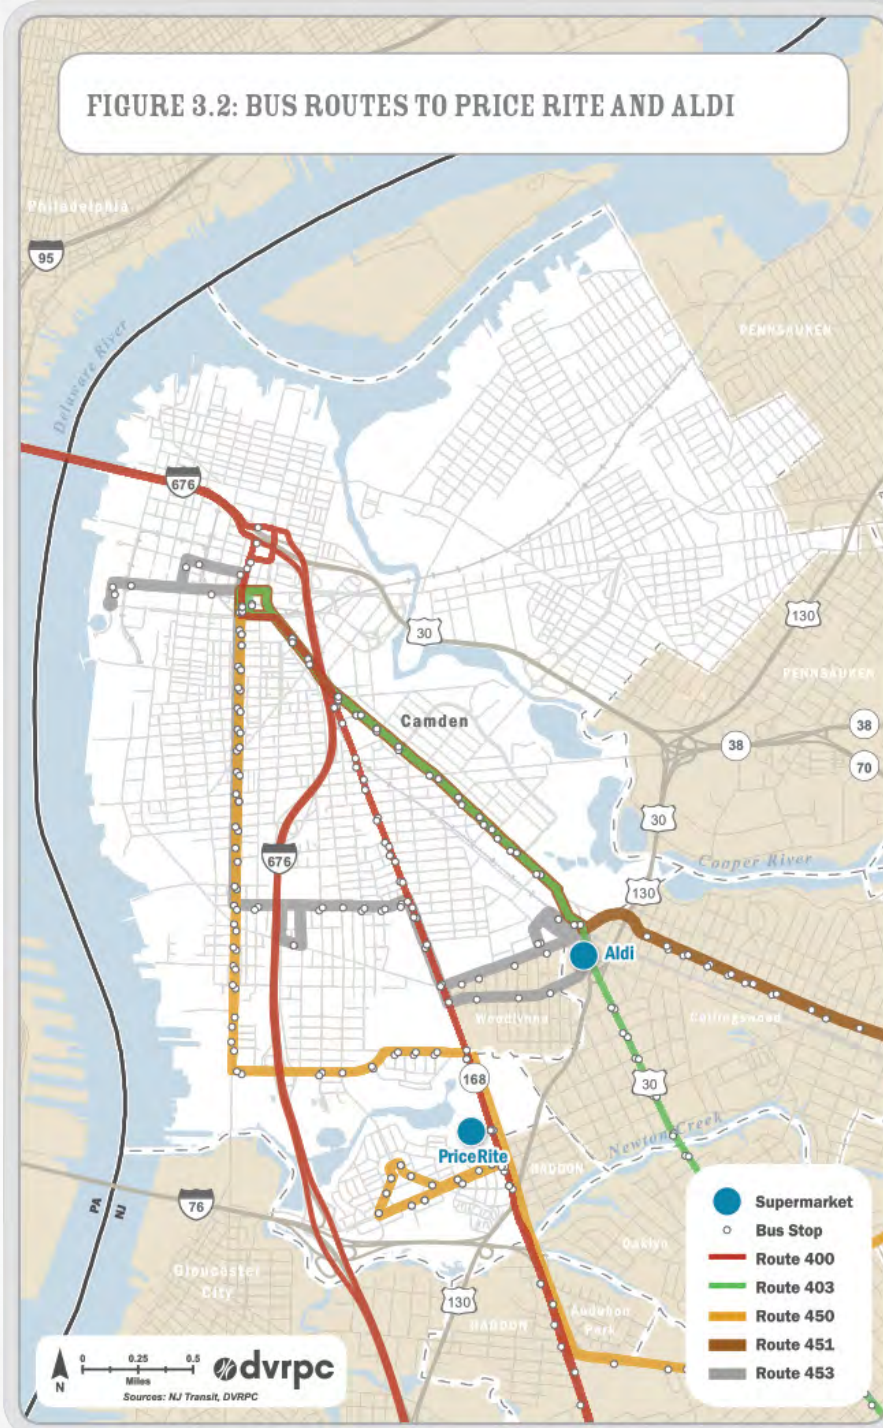 FIGURE 3.2: BUS ROUTES TO PRICE RITE AND ALDI
Philadelphia
95
Delaware River
PENNSAUKEN
676
30
130
PENNSAUKEN
Camden
38
38
70
30
676
Cooper River
130
Aldi
Woodlynne
Collingswood
168
30
Newton Creek
PriceRite
HADDON
PA
NJ
76
Oaklyn
Gloucester
City
130
HADDON
Audubon
Park
Supermarket
Bus Stop
Route 400
Route 403
Route 450
Route 451
Route 453
N
0 0.25 0.5
Miles
dvrpc
Sources: NJ Transit, DVRPC